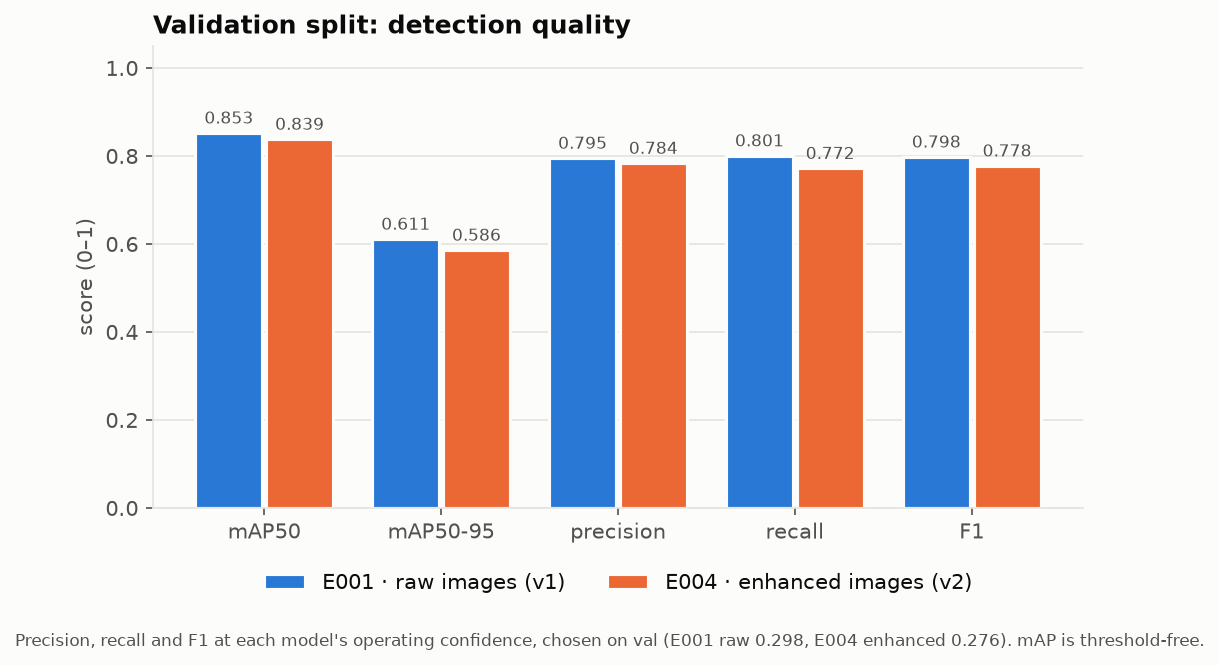 Validation split: detection quality
1.0
0.8
0.6
0.4
0.2
0.0
score (0–1)
0.853
0.839
0.611
0.586
0.795
0.784
0.801
0.772
0.798
0.778
mAP50
mAP50-95
precision
recall
F1
E001 · raw images (v1)
E004 · enhanced images (v2)
Precision, recall and F1 at each model's operating confidence, chosen on val (E001 raw 0.298, E004 enhanced 0.276). mAP is threshold-free.